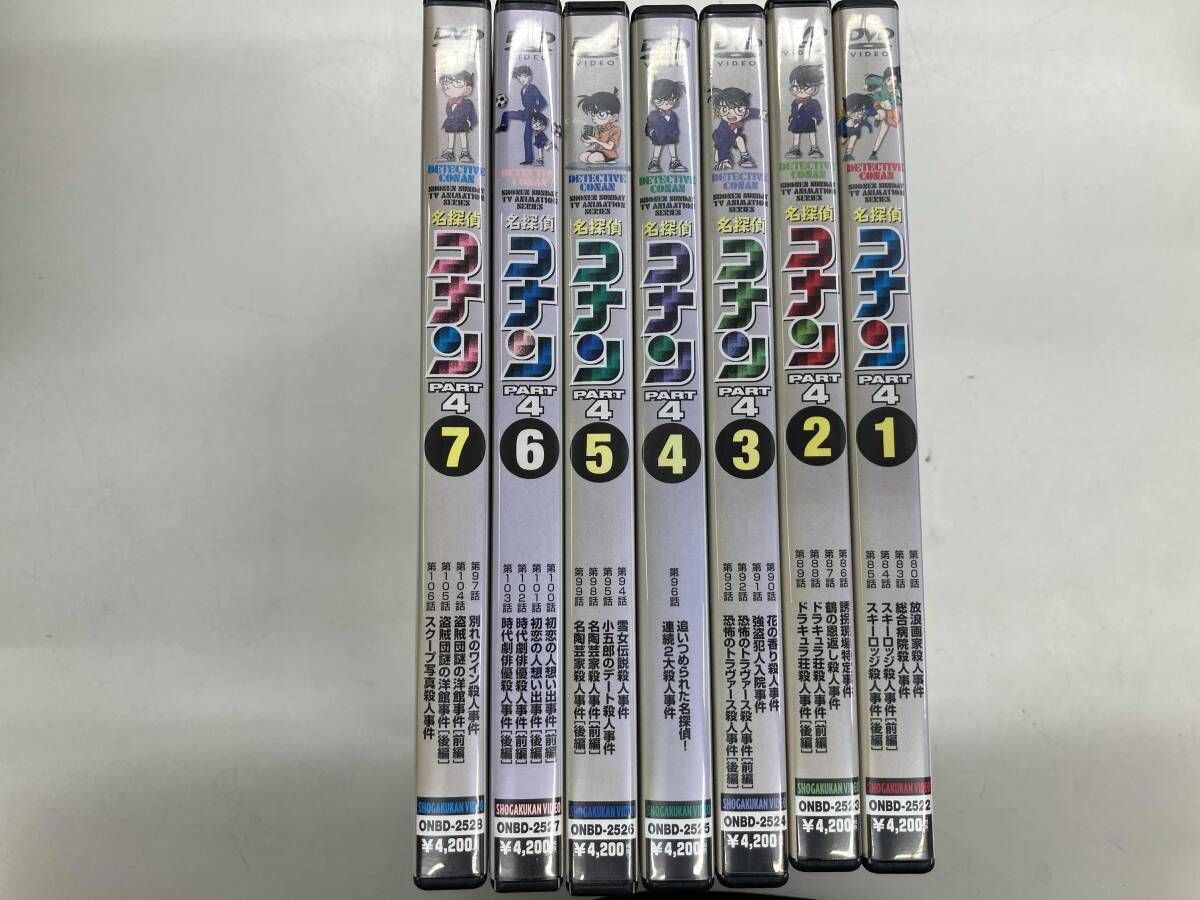 DVD
VIDEO
DETECTIVE
CONAN
SHONEN SUNDAY
TV ANIMATION
SERIES
名探偵
コナン
PART
4
7
第97話 別れのワイン殺人事件
第104話 盗賊団謎の洋館事件[前編]
第105話 盗賊団謎の洋館事件[後編]
第106話 スクープ写真殺人事件
SHOGAKUKAN VIDEO
ONBD-2528
¥4,200
DVD
VIDEO
DETECTIVE
CONAN
SHONEN SUNDAY
TV ANIMATION
SERIES
名探偵
コナン
PART
4
6
第100話 初恋の人想い出事件[前編]
第101話 初恋の人想い出事件[後編]
第102話 時代劇俳優殺人事件[前編]
第103話 時代劇俳優殺人事件[後編]
SHOGAKUKAN VIDEO
ONBD-2527
¥4,200
DVD
VIDEO
DETECTIVE
CONAN
SHONEN SUNDAY
TV ANIMATION
SERIES
名探偵
コナン
PART
4
5
第94話 雪女伝説殺人事件
第95話 小五郎のデート殺人事件
第98話 名陶芸家殺人事件[前編]
第99話 名陶芸家殺人事件[後編]
SHOGAKUKAN VIDEO
ONBD-2526
¥4,200
DVD
VIDEO
DETECTIVE
CONAN
SHONEN SUNDAY
TV ANIMATION
SERIES
名探偵
コナン
PART
4
4
第96話 追いつめられた名探偵!
連続2大殺人事件
SHOGAKUKAN VIDEO
ONBD-2525
¥4,200
DVD
VIDEO
DETECTIVE
CONAN
SHONEN SUNDAY
TV ANIMATION
SERIES
名探偵
コナン
PART
4
3
第90話 花の香り殺人事件
第91話 強盗犯人入院事件
第92話 恐怖のトラヴァース殺人事件[前編]
第93話 恐怖のトラヴァース殺人事件[後編]
SHOGAKUKAN VIDEO
ONBD-2524
¥4,200
VIDEO
DETECTIVE
CONAN
SHONEN SUNDAY
TV ANIMATION
SERIES
名探偵
コナン
PART
4
2
第86話 誘拐現場特定事件
第87話 鶴の恩返し殺人事件
第88話 ドラキュラ荘殺人事件[前編]
第89話 ドラキュラ荘殺人事件[後編]
SHOGAKUKAN VIDEO
ONBD-2523
¥4,200
DVD
VIDEO
DETECTIVE
CONAN
SHONEN SUNDAY
TV ANIMATION
SERIES
名探偵
コナン
PART
4
1
第80話 放浪画家殺人事件
第83話 総合病院殺人事件
第84話 スキーロッジ殺人事件[前編]
第85話 スキーロッジ殺人事件[後編]
SHOGAKUKAN VIDEO
ONBD-2522
¥4,200